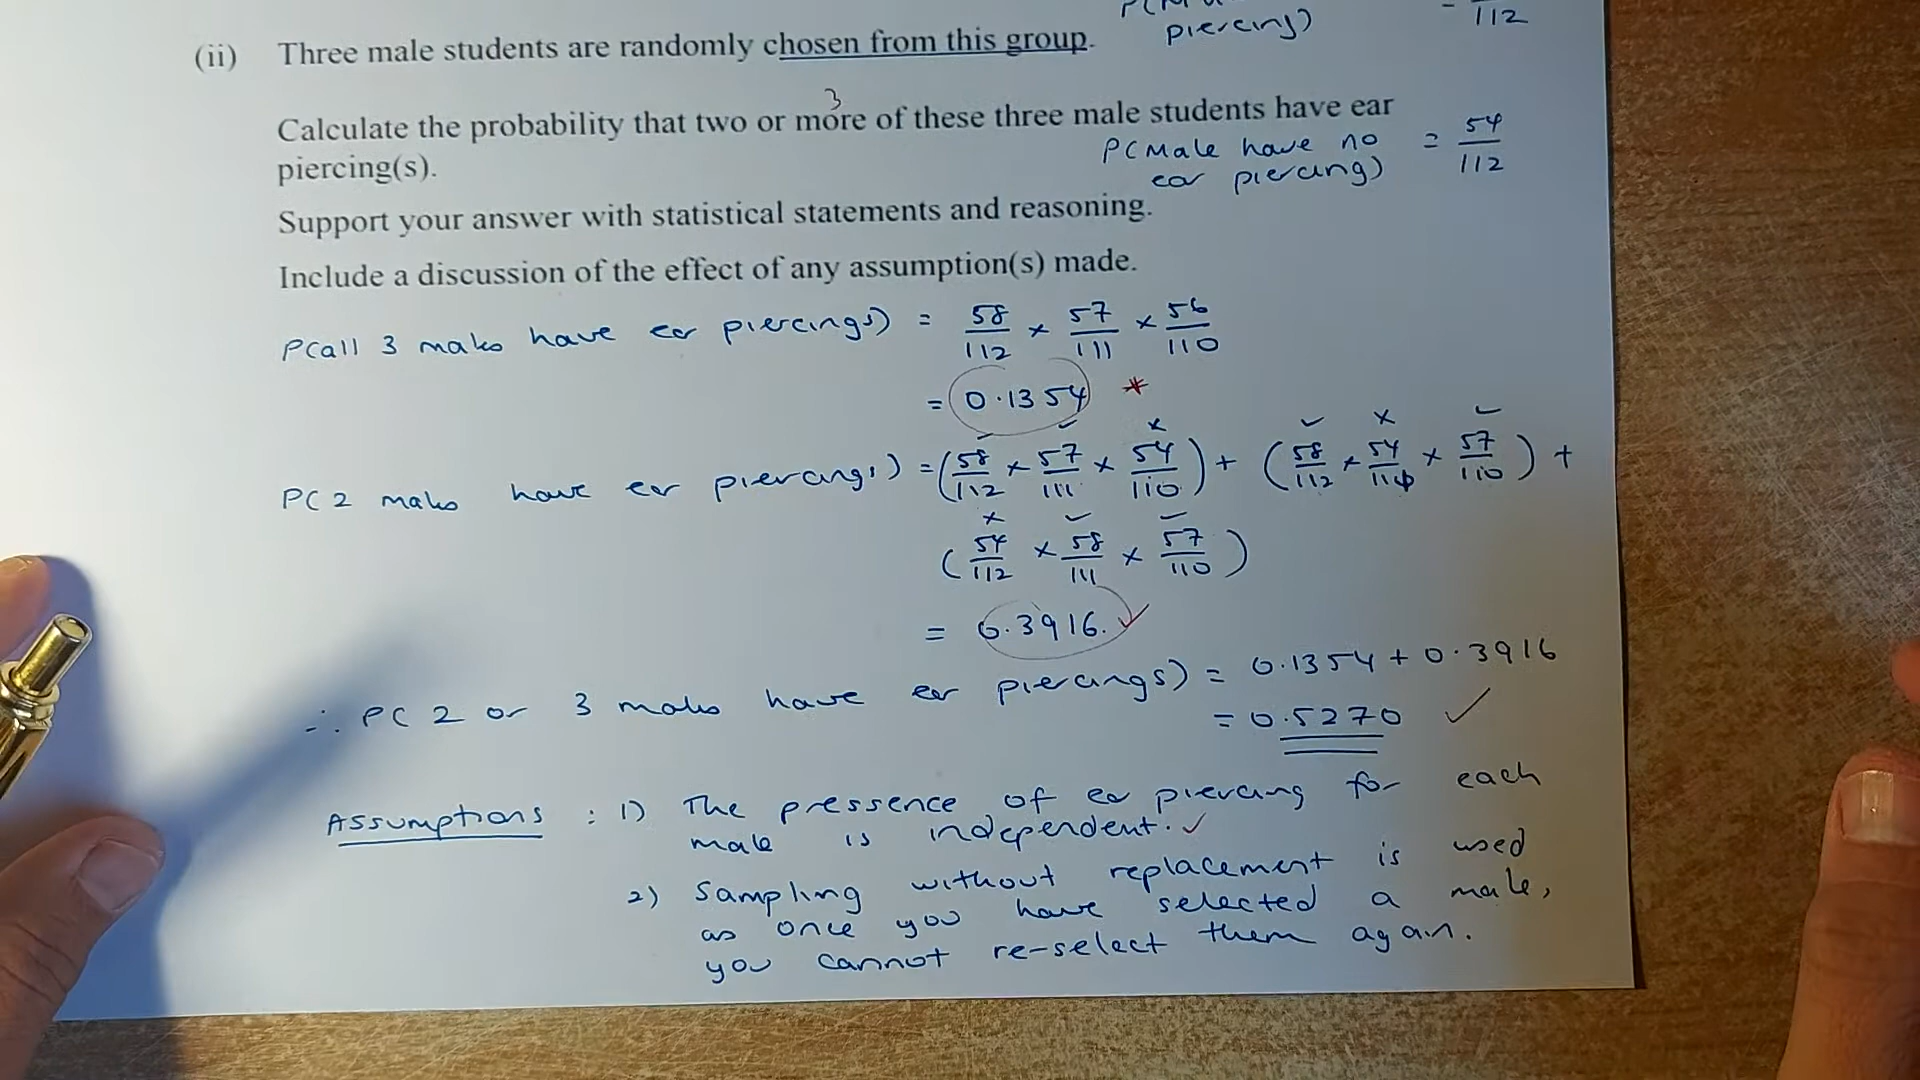 piercing)
112
(ii) Three male students are randomly chosen from this group.
3
Calculate the probability that two or more of these three male students have ear
piercing(s).
P(Male have no ear piercing) = 54/112
Support your answer with statistical statements and reasoning.
Include a discussion of the effect of any assumption(s) made.
P(all 3 males have ear piercings) = 58/112 × 57/111 × 56/110
= 0.1354 *
P(2 males have ear piercings) = (58/112 × 57/111 × 54/110) + (58/112 × 54/111 × 57/110) +
(54/112 × 58/111 × 57/110)
= 0.3916. ✓
∴ P(2 or 3 males have ear piercings) = 0.1354 + 0.3916
= 0.5270 ✓
Assumptions : 1) The pressence of ear piercing for each
male is independent. ✓
2) Sampling without replacement is used
as once you have selected a male,
you cannot re-select them again.